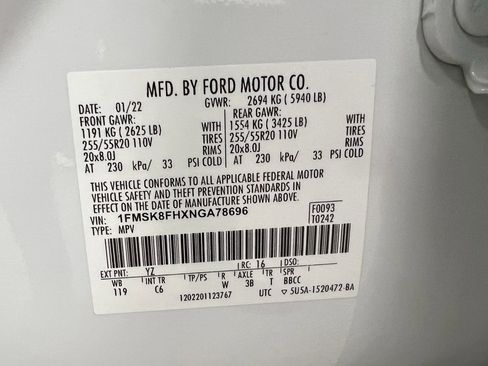 MFD. BY FORD MOTOR CO.
DATE: 01/22 GVWR: 2694 KG ( 5940 LB)
FRONT GAWR: REAR GAWR:
1191 KG ( 2625 LB) WITH 1554 KG ( 3425 LB) WITH
255/55R20 110V TIRES 255/55R20 110V TIRES
20x8.0J RIMS 20x8.0J RIMS
AT 230 kPa/ 33 PSI COLD AT 230 kPa/ 33 PSI COLD
THIS VEHICLE CONFORMS TO ALL APPLICABLE FEDERAL MOTOR
VEHICLE SAFETY AND THEFT PREVENTION STANDARDS IN
EFFECT ON THE DATE OF MANUFACTURE SHOWN ABOVE.
VIN: 1FMSK8FHXNGA78696 F0093
TYPE: MPV T0242
EXT PNT: YZ RC: 16 DSO:
WB INT TR TP/PS R AXLE TR SPR
119 C6 W 3B T BBCC
1202201123767 UTC ▽ 5U5A-1520472-BA